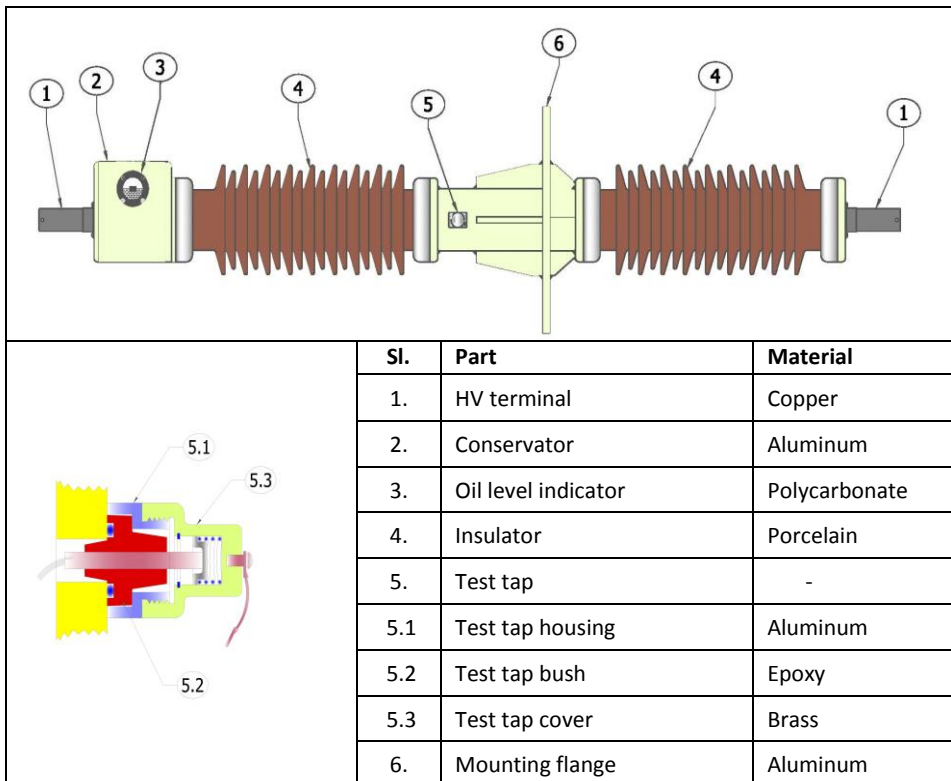 6
3
2
4
4
1
5
1
Sl. Part Material
1. HV terminal Copper
2. Conservator Aluminum
3. Oil level indicator Polycarbonate
4. Insulator Porcelain
5. Test tap -
5.1 Test tap housing Aluminum
5.2 Test tap bush Epoxy
5.3 Test tap cover Brass
6. Mounting flange Aluminum
5.1
5.3
5.2